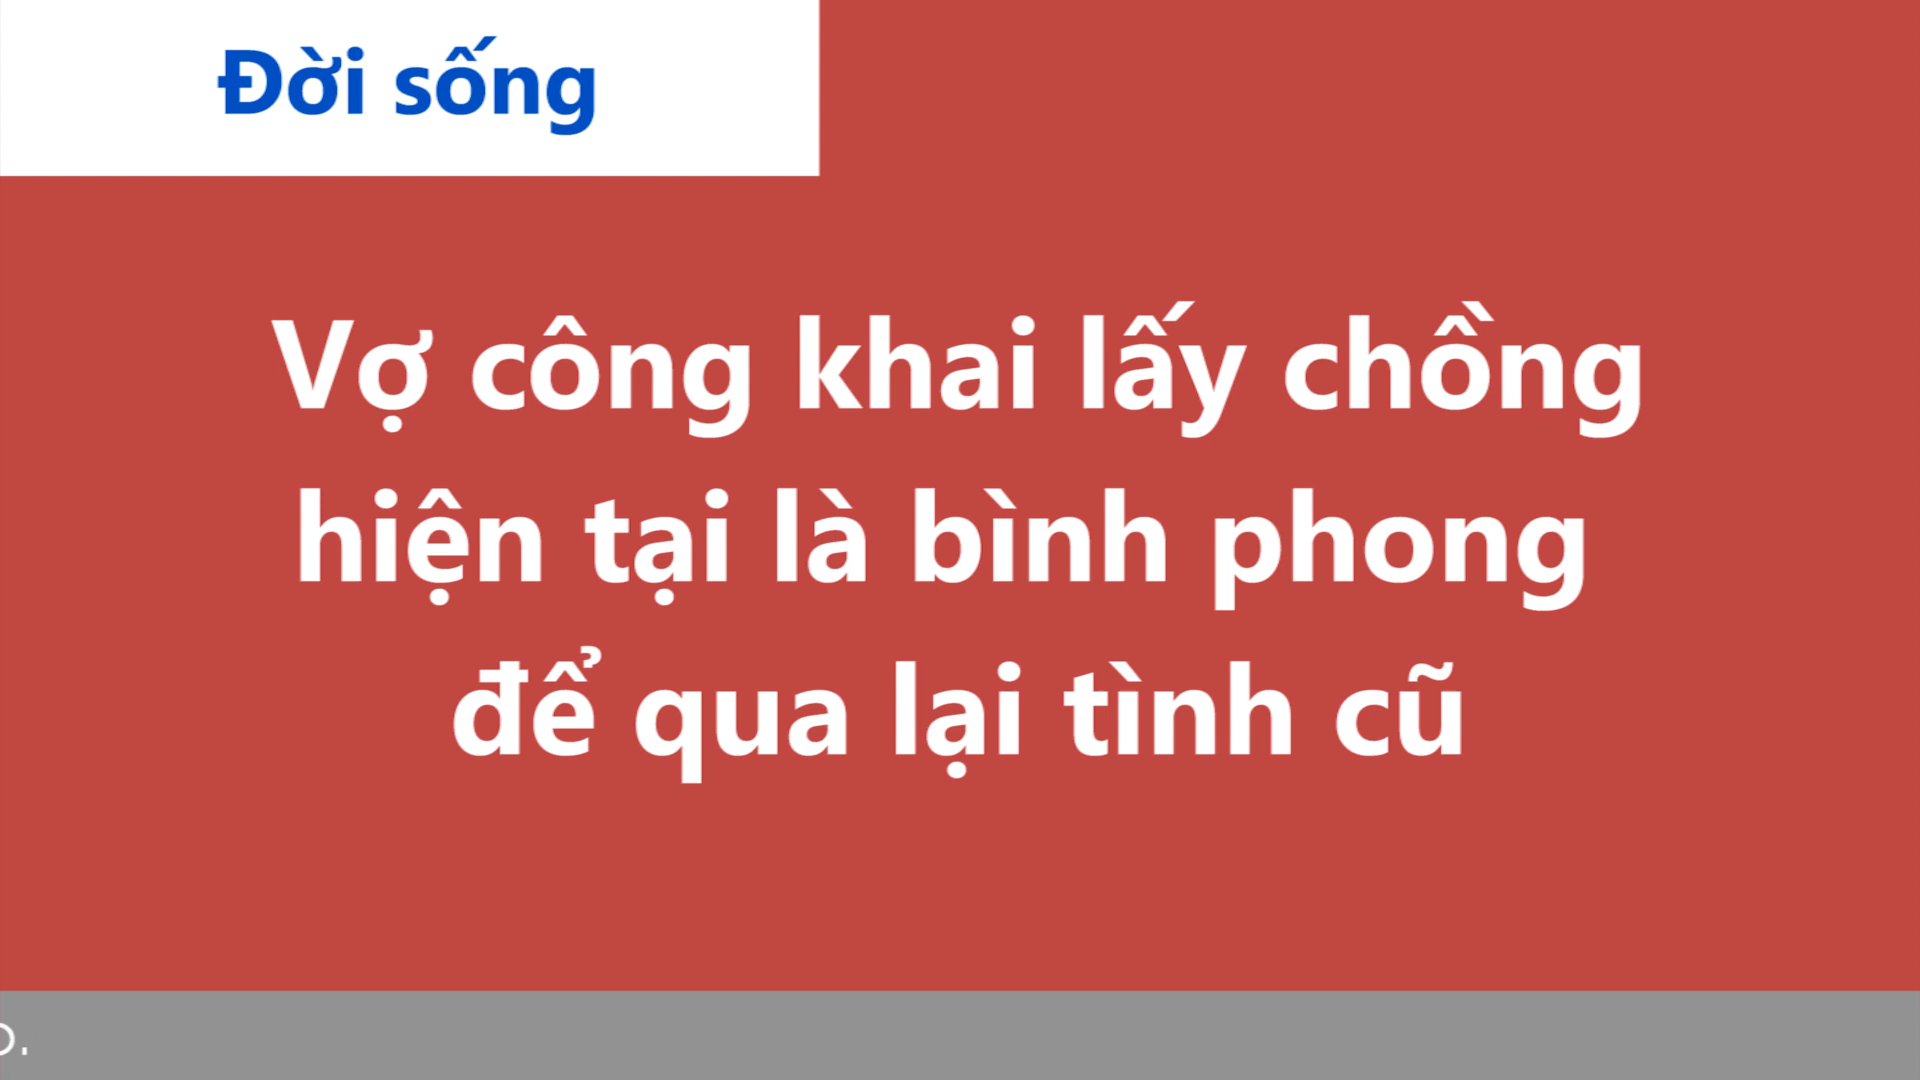 Đời sống
Vợ công khai lấy chồng
hiện tại là bình phong
để qua lại tình cũ